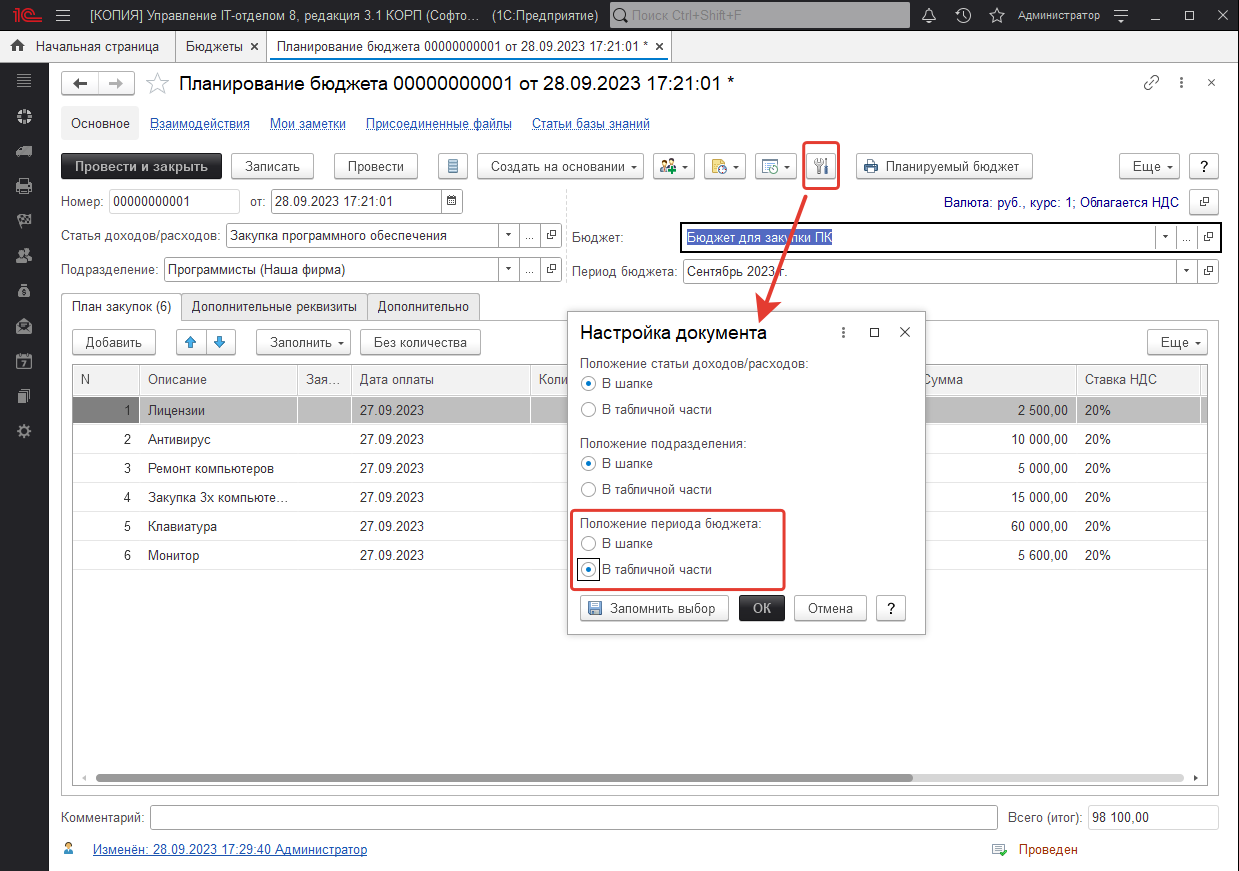 1С [КОПИЯ] Управление IT-отделом 8, редакция 3.1 КОРП (Софто... (1С:Предприятие) Поиск Ctrl+Shift+F Администратор
Начальная страница Бюджеты × Планирование бюджета 00000000001 от 28.09.2023 17:21:01 * ×
Планирование бюджета 00000000001 от 28.09.2023 17:21:01 *
Основное Взаимодействия Мои заметки Присоединенные файлы Статьи базы знаний
Провести и закрыть Записать Провести Создать на основании Планируемый бюджет Еще ?
Номер: 00000000001 от: 28.09.2023 17:21:01 Валюта: руб., курс: 1; Облагается НДС
Статья доходов/расходов: Закупка программного обеспечения ... Бюджет: Бюджет для закупки ПК ...
Подразделение: Программисты (Наша фирма) ... Период бюджета: Сентябрь 2023 г.
План закупок (6) Дополнительные реквизиты Дополнительно
Добавить Заполнить Без количества Еще
N Описание Зая... Дата оплаты Коли Сумма Ставка НДС
1 Лицензии 27.09.2023 2 500,00 20%
2 Антивирус 27.09.2023 10 000,00 20%
3 Ремонт компьютеров 27.09.2023 5 000,00 20%
4 Закупка 3х компьюте... 27.09.2023 15 000,00 20%
5 Клавиатура 27.09.2023 60 000,00 20%
6 Монитор 27.09.2023 5 600,00 20%
Настройка документа
Положение статьи доходов/расходов:
В шапке
В табличной части
Положение подразделения:
В шапке
В табличной части
Положение периода бюджета:
В шапке
В табличной части
Запомнить выбор ОК Отмена ?
Комментарий: Всего (итог): 98 100,00
Изменён: 28.09.2023 17:29:40 Администратор Проведен